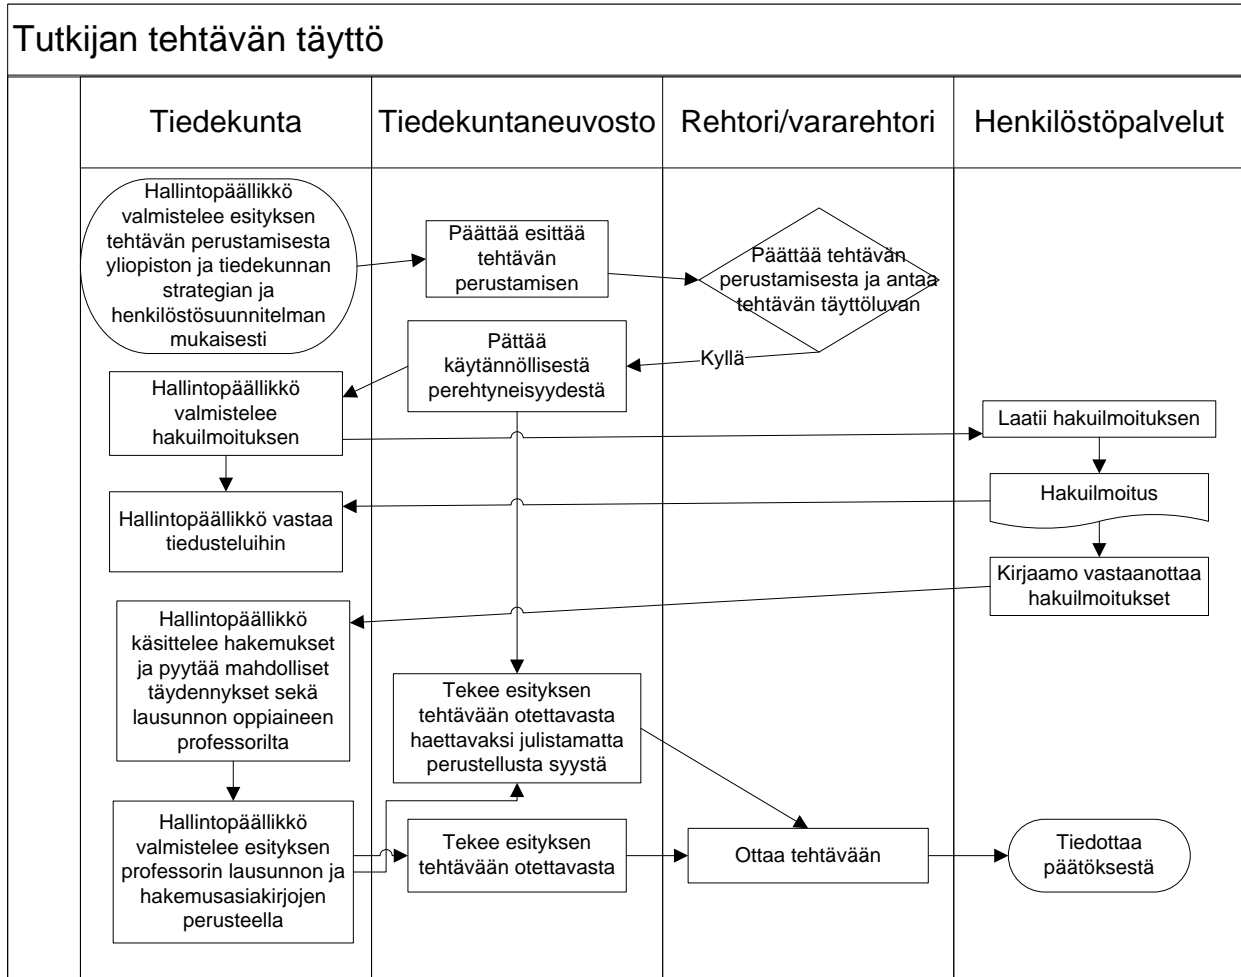 Tutkijan tehtävän täyttö
Tiedekunta
Tiedekuntaneuvosto
Rehtori/vararehtori
Henkilöstöpalvelut
Hallintopäällikkö
valmistelee esityksen
tehtävän perustamisesta
yliopiston ja tiedekunnan
strategian ja
henkilöstösuunnitelman
mukaisesti
Päättää esittää
tehtävän
perustamisen
Päättää tehtävän
perustamisesta ja antaa
tehtävän täyttöluvan
Kyllä
Pättää
käytännöllisestä
perehtyneisyydestä
Hallintopäällikkö
valmistelee
hakuilmoituksen
Laatii hakuilmoituksen
Hakuilmoitus
Hallintopäällikkö vastaa
tiedusteluihin
Kirjaamo vastaanottaa
hakuilmoitukset
Hallintopäällikkö
käsittelee hakemukset
ja pyytää mahdolliset
täydennykset sekä
lausunnon oppiaineen
professorilta
Tekee esityksen
tehtävään otettavasta
haettavaksi julistamatta
perustellusta syystä
Hallintopäällikkö
valmistelee esityksen
professorin lausunnon ja
hakemusasiakirjojen
perusteella
Tekee esityksen
tehtävään otettavasta
Ottaa tehtävään
Tiedottaa
päätöksestä